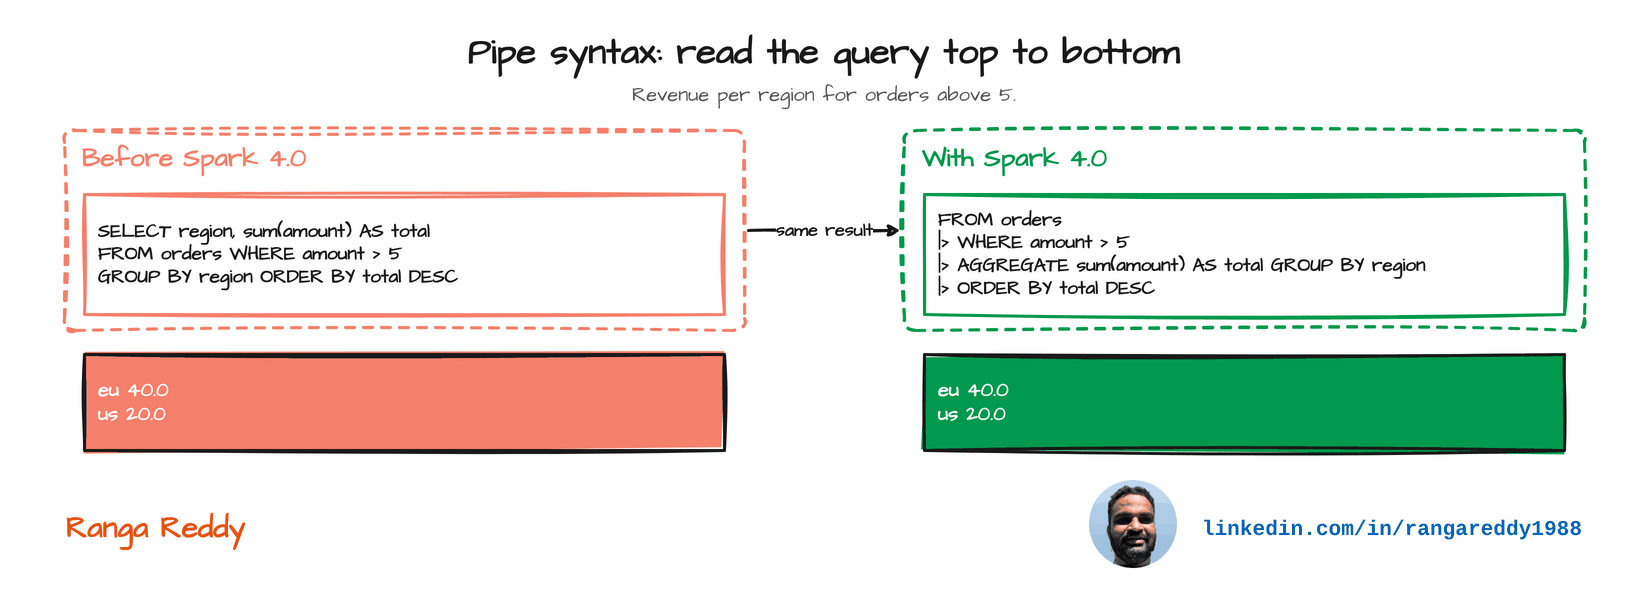 Pipe syntax: read the query top to bottom
Revenue per region for orders above 5.
Before Spark 4.0
SELECT region, sum(amount) AS total
FROM orders WHERE amount > 5
GROUP BY region ORDER BY total DESC
same result
With Spark 4.0
FROM orders
|> WHERE amount > 5
|> AGGREGATE sum(amount) AS total GROUP BY region
|> ORDER BY total DESC
eu 40.0
us 20.0
eu 40.0
us 20.0
Ranga Reddy
linkedin.com/in/rangareddy1988